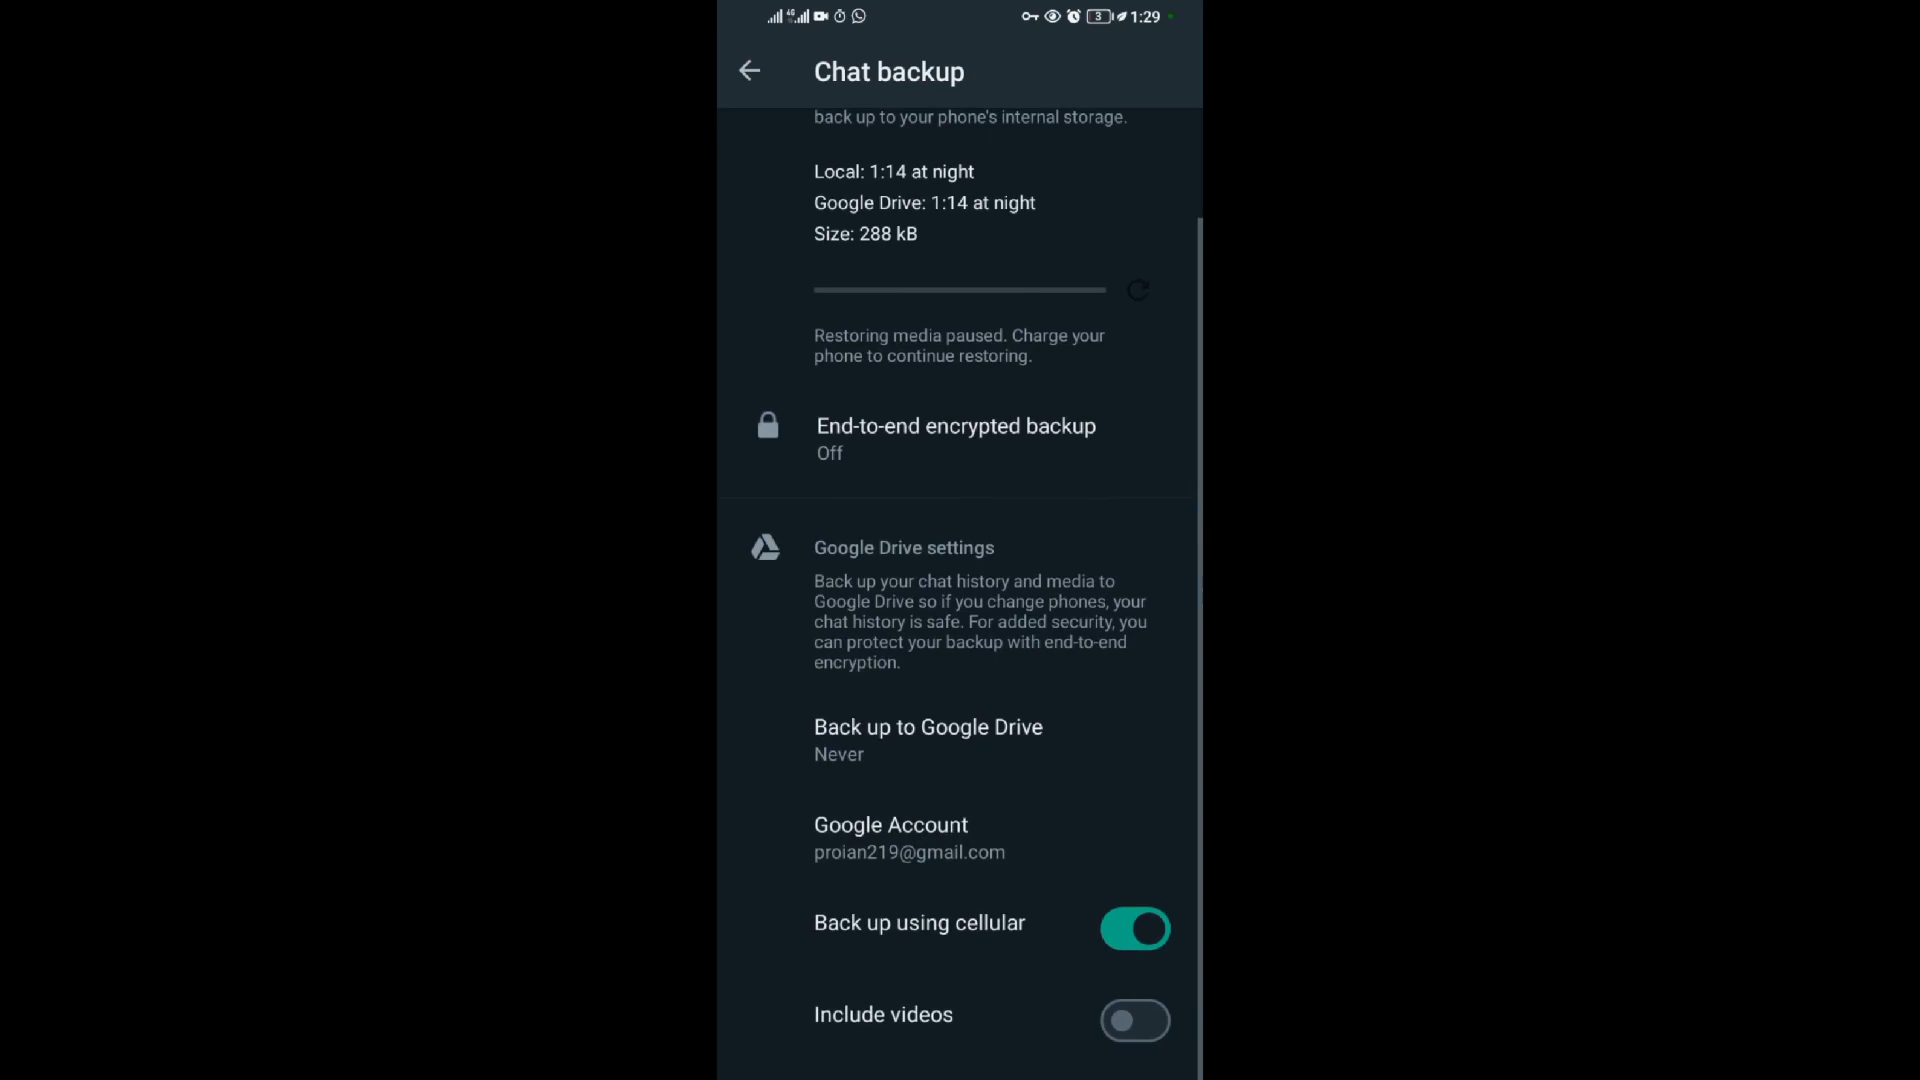 4G 3 1:29
Chat backup
back up to your phone's internal storage.
Local: 1:14 at night
Google Drive: 1:14 at night
Size: 288 kB
Restoring media paused. Charge your
phone to continue restoring.
End-to-end encrypted backup
Off
Google Drive settings
Back up your chat history and media to
Google Drive so if you change phones, your
chat history is safe. For added security, you
can protect your backup with end-to-end
encryption.
Back up to Google Drive
Never
Google Account
proian219@gmail.com
Back up using cellular
Include videos